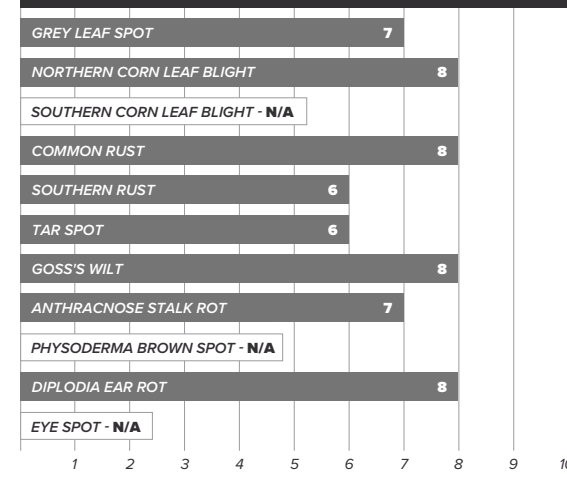 GREY LEAF SPOT 7
NORTHERN CORN LEAF BLIGHT 8
SOUTHERN CORN LEAF BLIGHT - N/A
COMMON RUST 8
SOUTHERN RUST 6
TAR SPOT 6
GOSS'S WILT 8
ANTHRACNOSE STALK ROT 7
PHYSODERMA BROWN SPOT - N/A
DIPLODIA EAR ROT 8
EYE SPOT - N/A
1 2 3 4 5 6 7 8 9 10